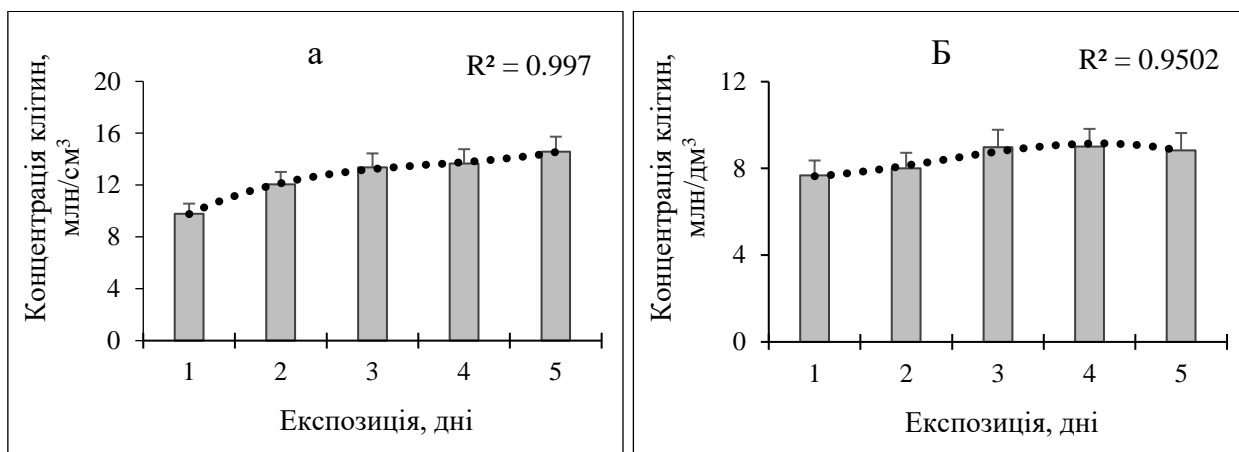 а
R² = 0.997
Концентрація клітин,
млн/см³
20
16
12
8
4
0
1 2 3 4 5
Експозиція, дні
Б
R² = 0.9502
Концентрація клітин,
млн/дм³
12
8
4
0
1 2 3 4 5
Експозиція, дні